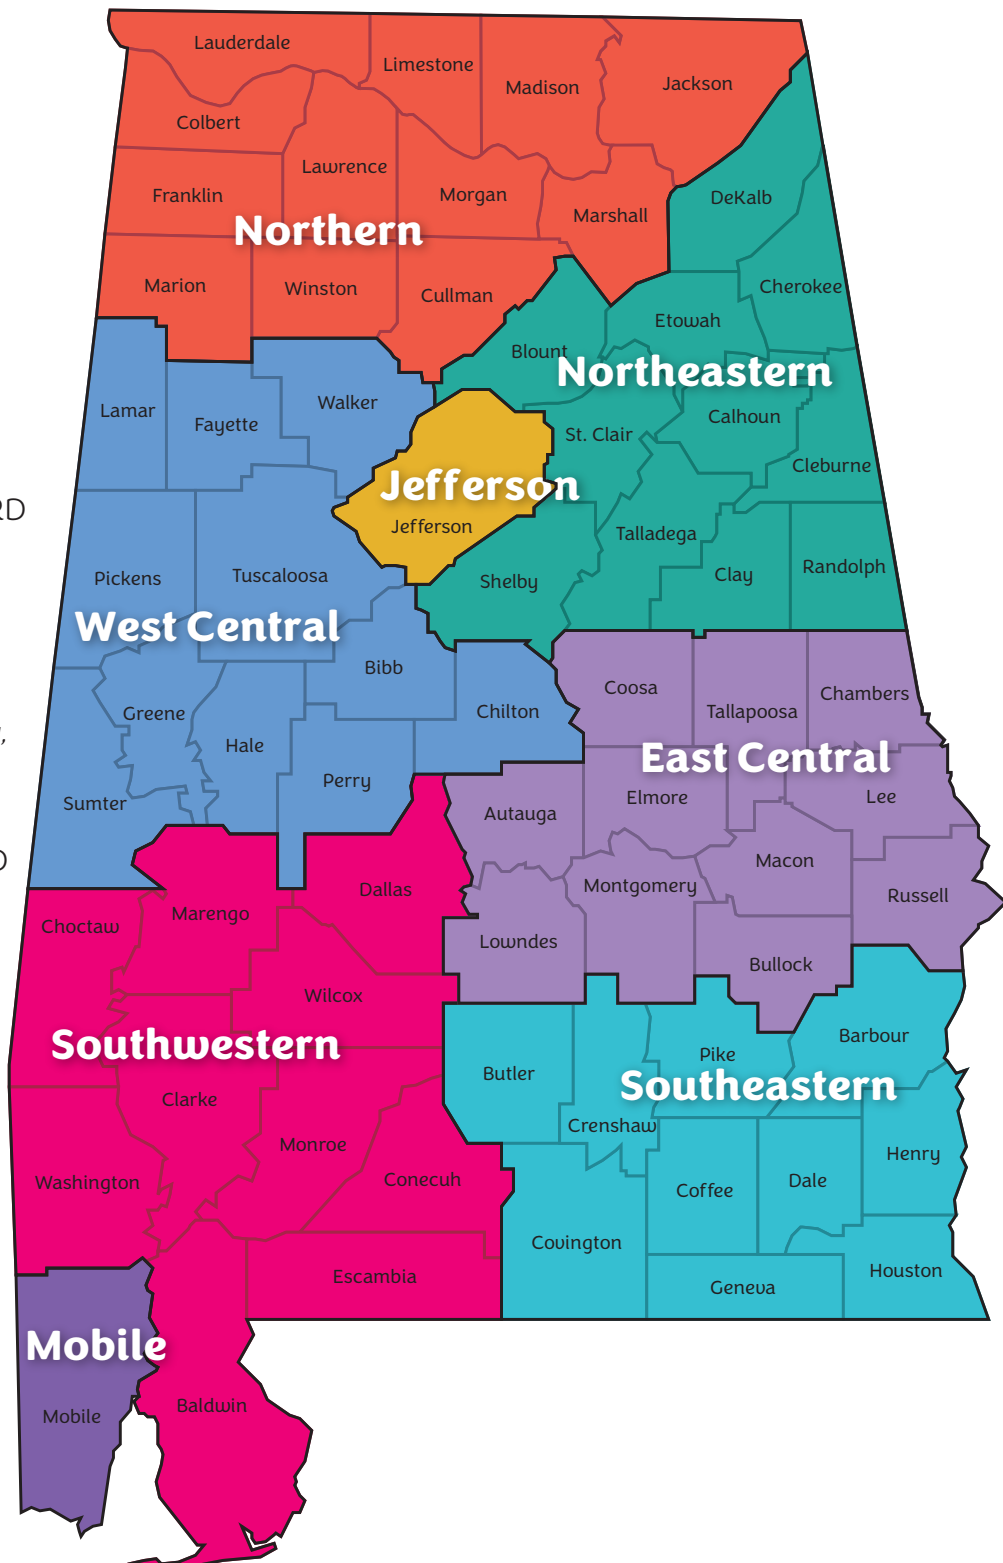 Lauderdale
Limestone
Madison
Jackson
Colbert
Lawrence
Franklin
Morgan
DeKalb
Marshall
Northern
Marion
Winston
Cullman
Cherokee
Etowah
Blount
Northeastern
Lamar
Walker
Fayette
Calhoun
St. Clair
Cleburne
Jefferson
RD
Jefferson
Talladega
Pickens
Tuscaloosa
Shelby
Clay
Randolph
West Central
Bibb
Coosa
Chambers
Greene
Chilton
Tallapoosa
Hale
East Central
Perry
Sumter
Autauga
Elmore
Lee
Macon
Dallas
Montgomery
Russell
Choctaw
Marengo
Lowndes
Bullock
Wilcox
Southwestern
Barbour
Pike
Butler
Southeastern
Clarke
Crenshaw
Monroe
Henry
Washington
Conecuh
Coffee
Dale
Covington
Escambia
Houston
Geneva
Mobile
Baldwin
Mobile